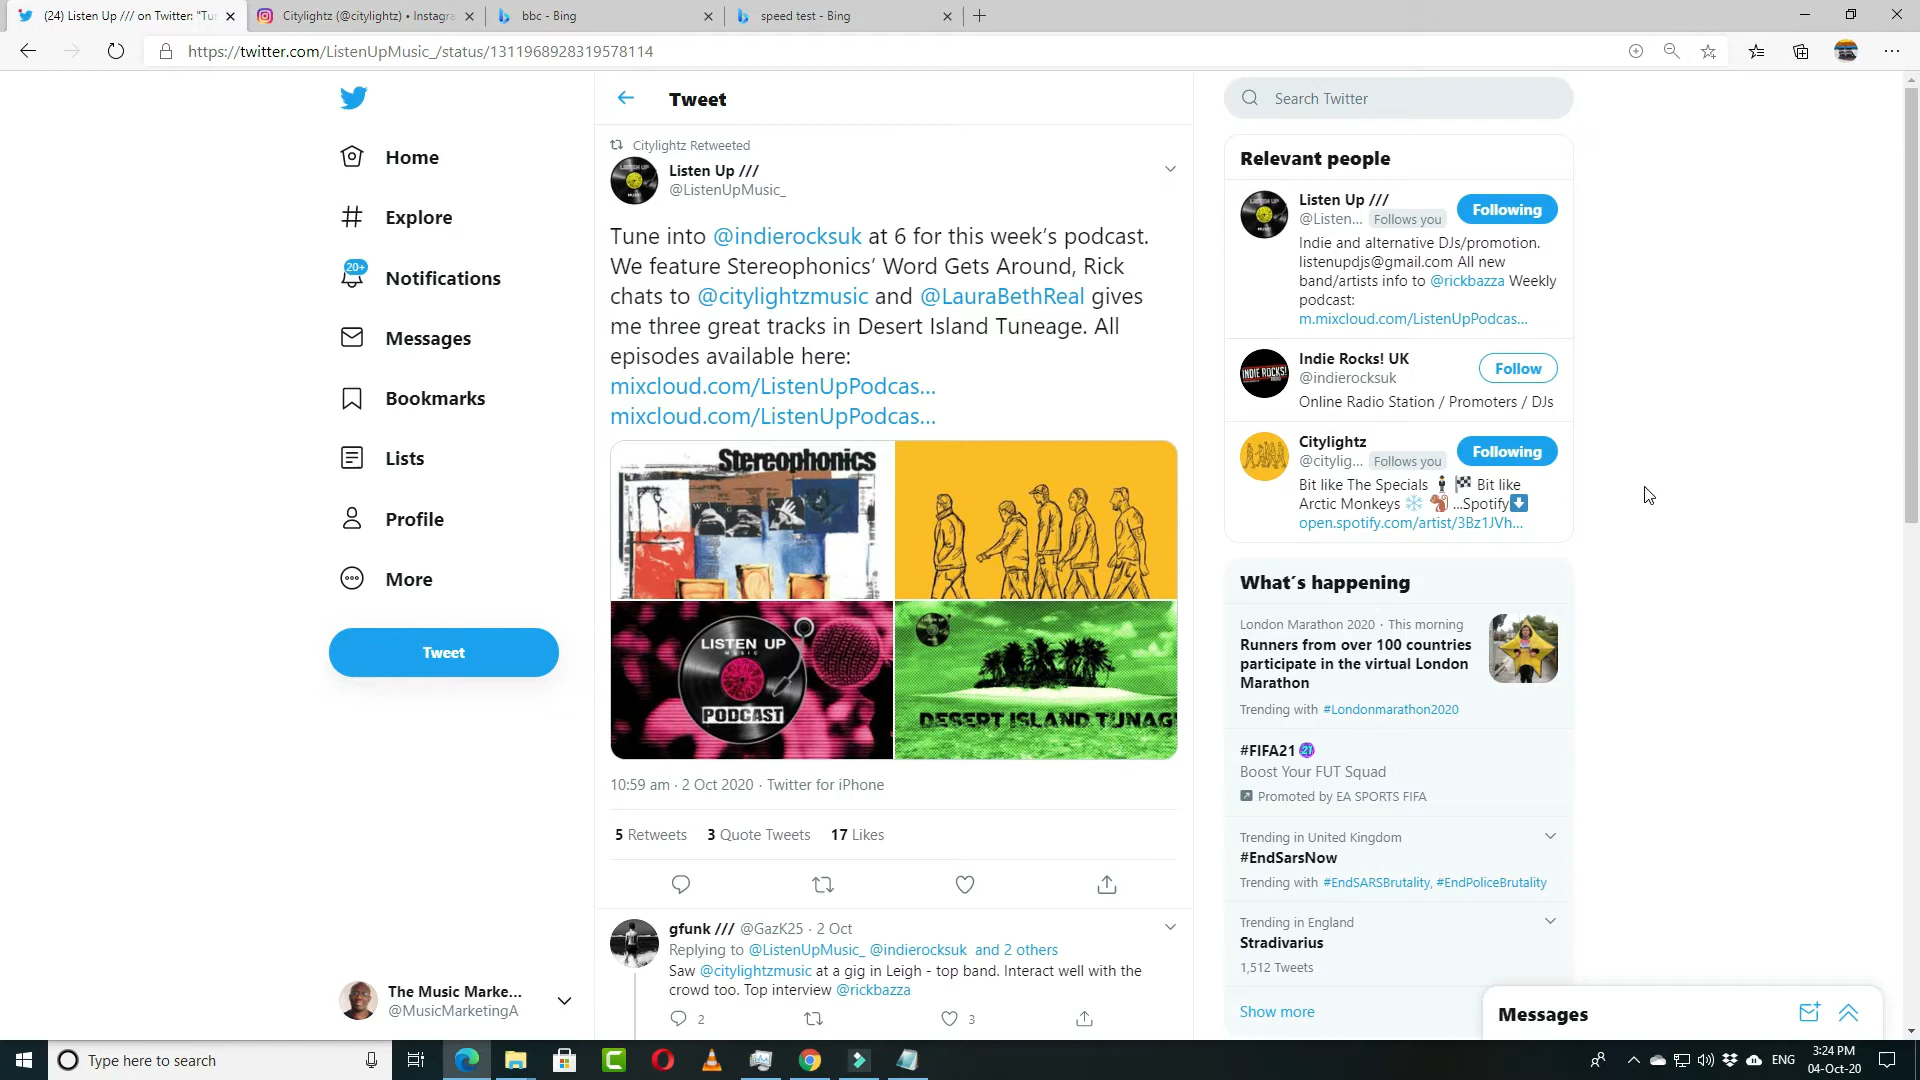 (24) Listen Up /// on Twitter: "Tun
Citylightz (@citylightz) • Instagra
bbc - Bing
speed test - Bing
https://twitter.com/ListenUpMusic_/status/1311968928319578114
Home
Explore
20+
Notifications
Messages
Bookmarks
Lists
Profile
More
Tweet
The Music Marke...
@MusicMarketingA
Tweet
Citylightz Retweeted
Listen Up ///
@ListenUpMusic_
Tune into @indierocksuk at 6 for this week's podcast.
We feature Stereophonics' Word Gets Around, Rick
chats to @citylightzmusic and @LauraBethReal gives
me three great tracks in Desert Island Tuneage. All
episodes available here:
mixcloud.com/ListenUpPodcas...
mixcloud.com/ListenUpPodcas...
Stereophonics
LISTEN UP
MUSIC
PODCAST
DESERT ISLAND TUNAG
10:59 am · 2 Oct 2020 · Twitter for iPhone
5 Retweets 3 Quote Tweets 17 Likes
gfunk /// @GazK25 · 2 Oct
Replying to @ListenUpMusic_ @indierocksuk and 2 others
Saw @citylightzmusic at a gig in Leigh - top band. Interact well with the
crowd too. Top interview @rickbazza
2
3
Search Twitter
Relevant people
Listen Up ///
@Listen... Follows you
Following
Indie and alternative DJs/promotion.
listenupdjs@gmail.com All new
band/artists info to @rickbazza Weekly
podcast:
m.mixcloud.com/ListenUpPodcas...
INDIE ROCKS!
Indie Rocks! UK
@indierocksuk
Follow
Online Radio Station / Promoters / DJs
Citylightz
@citylig... Follows you
Following
Bit like The Specials 🕴 🏁 Bit like
Arctic Monkeys ❄️ 🐒 ...Spotify⬇️
open.spotify.com/artist/3Bz1JVh...
What's happening
London Marathon 2020 · This morning
Runners from over 100 countries
participate in the virtual London
Marathon
Trending with #Londonmarathon2020
#FIFA21
Boost Your FUT Squad
Promoted by EA SPORTS FIFA
Trending in United Kingdom
#EndSarsNow
Trending with #EndSARSBrutality, #EndPoliceBrutality
Trending in England
Stradivarius
1,512 Tweets
Show more
Messages
Type here to search
ENG
3:24 PM
04-Oct-20